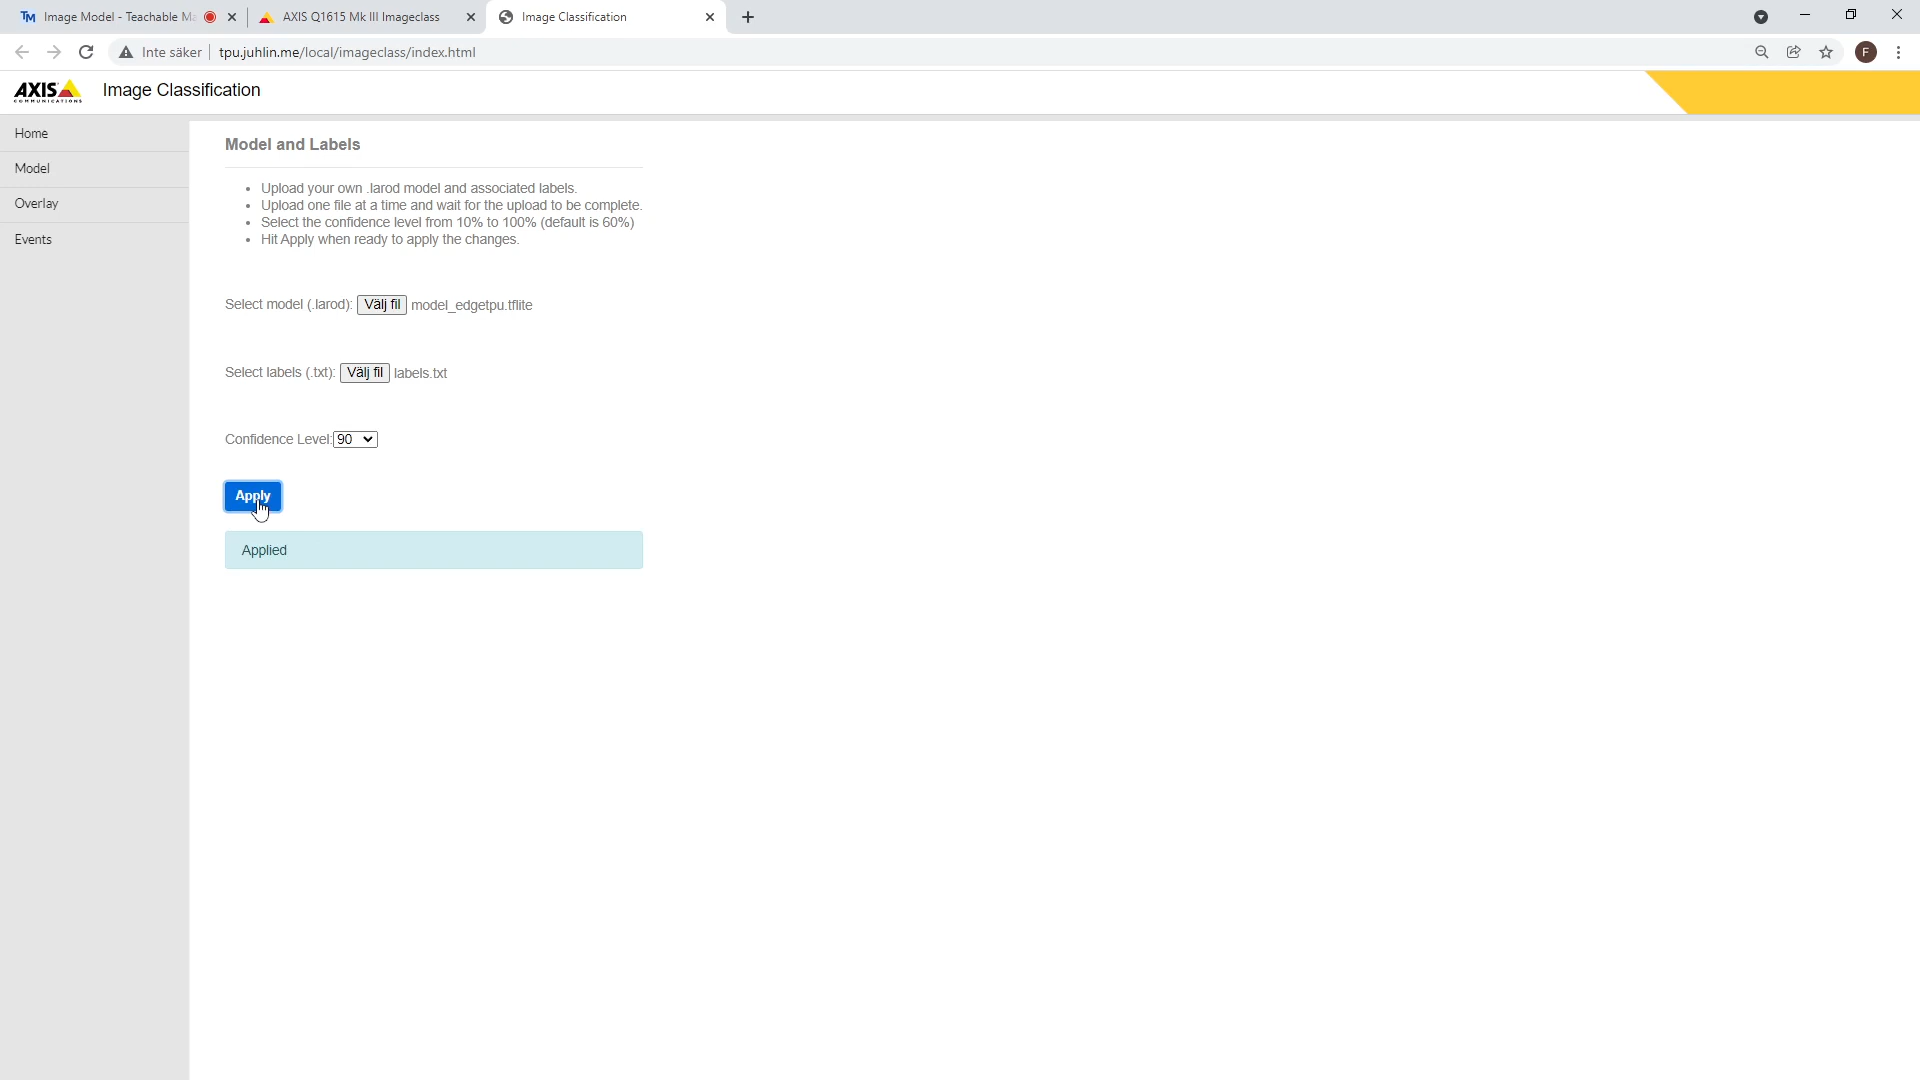 Image Model - Teachable Ma
AXIS Q1615 Mk III Imageclass
Image Classification
Inte säker
tpu.juhlin.me/local/imageclass/index.html
F
AXIS
COMMUNICATIONS
Image Classification
Home
Model
Overlay
Events
Model and Labels
Upload your own .larod model and associated labels.
Upload one file at a time and wait for the upload to be complete.
Select the confidence level from 10% to 100% (default is 60%)
Hit Apply when ready to apply the changes.
Select model (.larod): Välj fil model_edgetpu.tflite
Select labels (.txt): Välj fil labels.txt
Confidence Level: 90
Apply
Applied